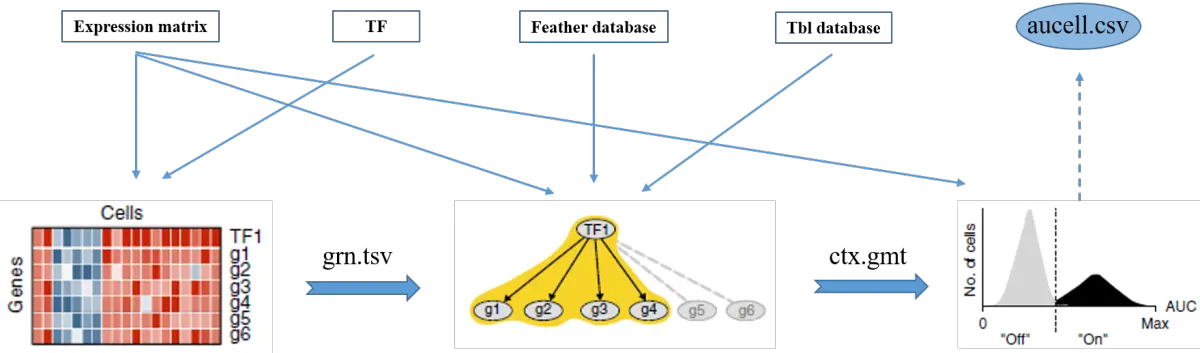 Expression matrix
TF
Feather database
Tbl database
aucell.csv
Cells
Genes
TF1
g1
g2
g3
g4
g5
g6
grn.tsv
TF1
g1
g2
g3
g4
g5
g6
ctx.gmt
No. of cells
AUC
0
Max
"Off"
"On"